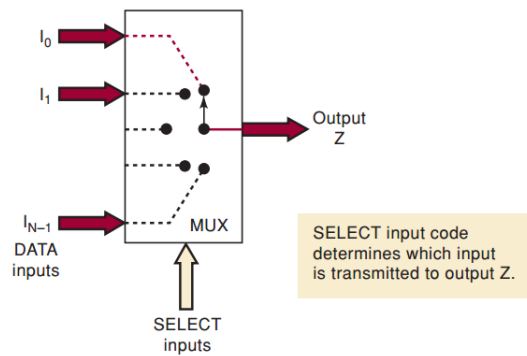 I0
I1
Output
Z
IN–1
MUX
DATA
inputs
SELECT input code
determines which input
is transmitted to output Z.
SELECT
inputs